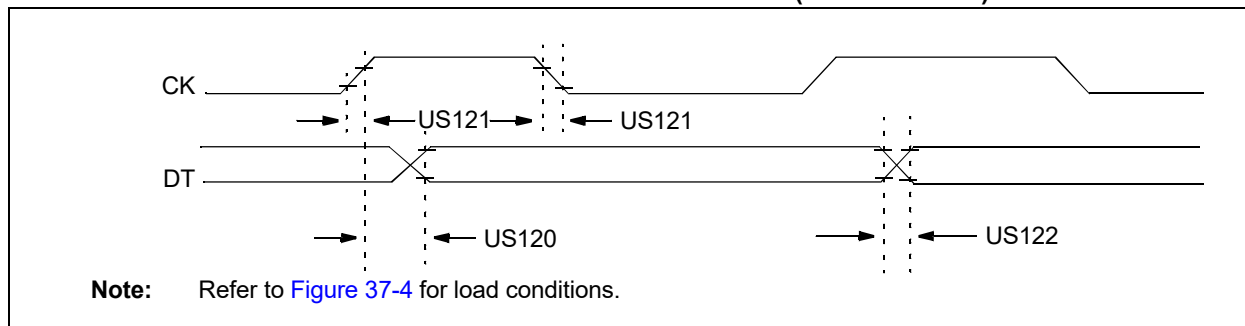 CK
US121 US121
DT
US120 US122
Note: Refer to Figure 37-4 for load conditions.